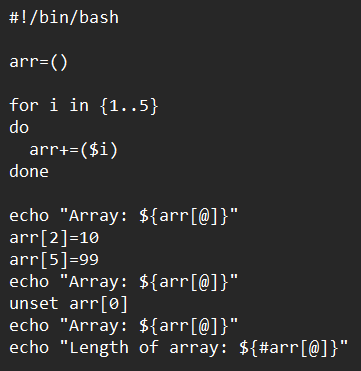 #!/bin/bash

arr=()

for i in {1..5}
do
  arr+=($i)
done

echo "Array: ${arr[@]}"
arr[2]=10
arr[5]=99
echo "Array: ${arr[@]}"
unset arr[0]
echo "Array: ${arr[@]}"
echo "Length of array: ${#arr[@]}"